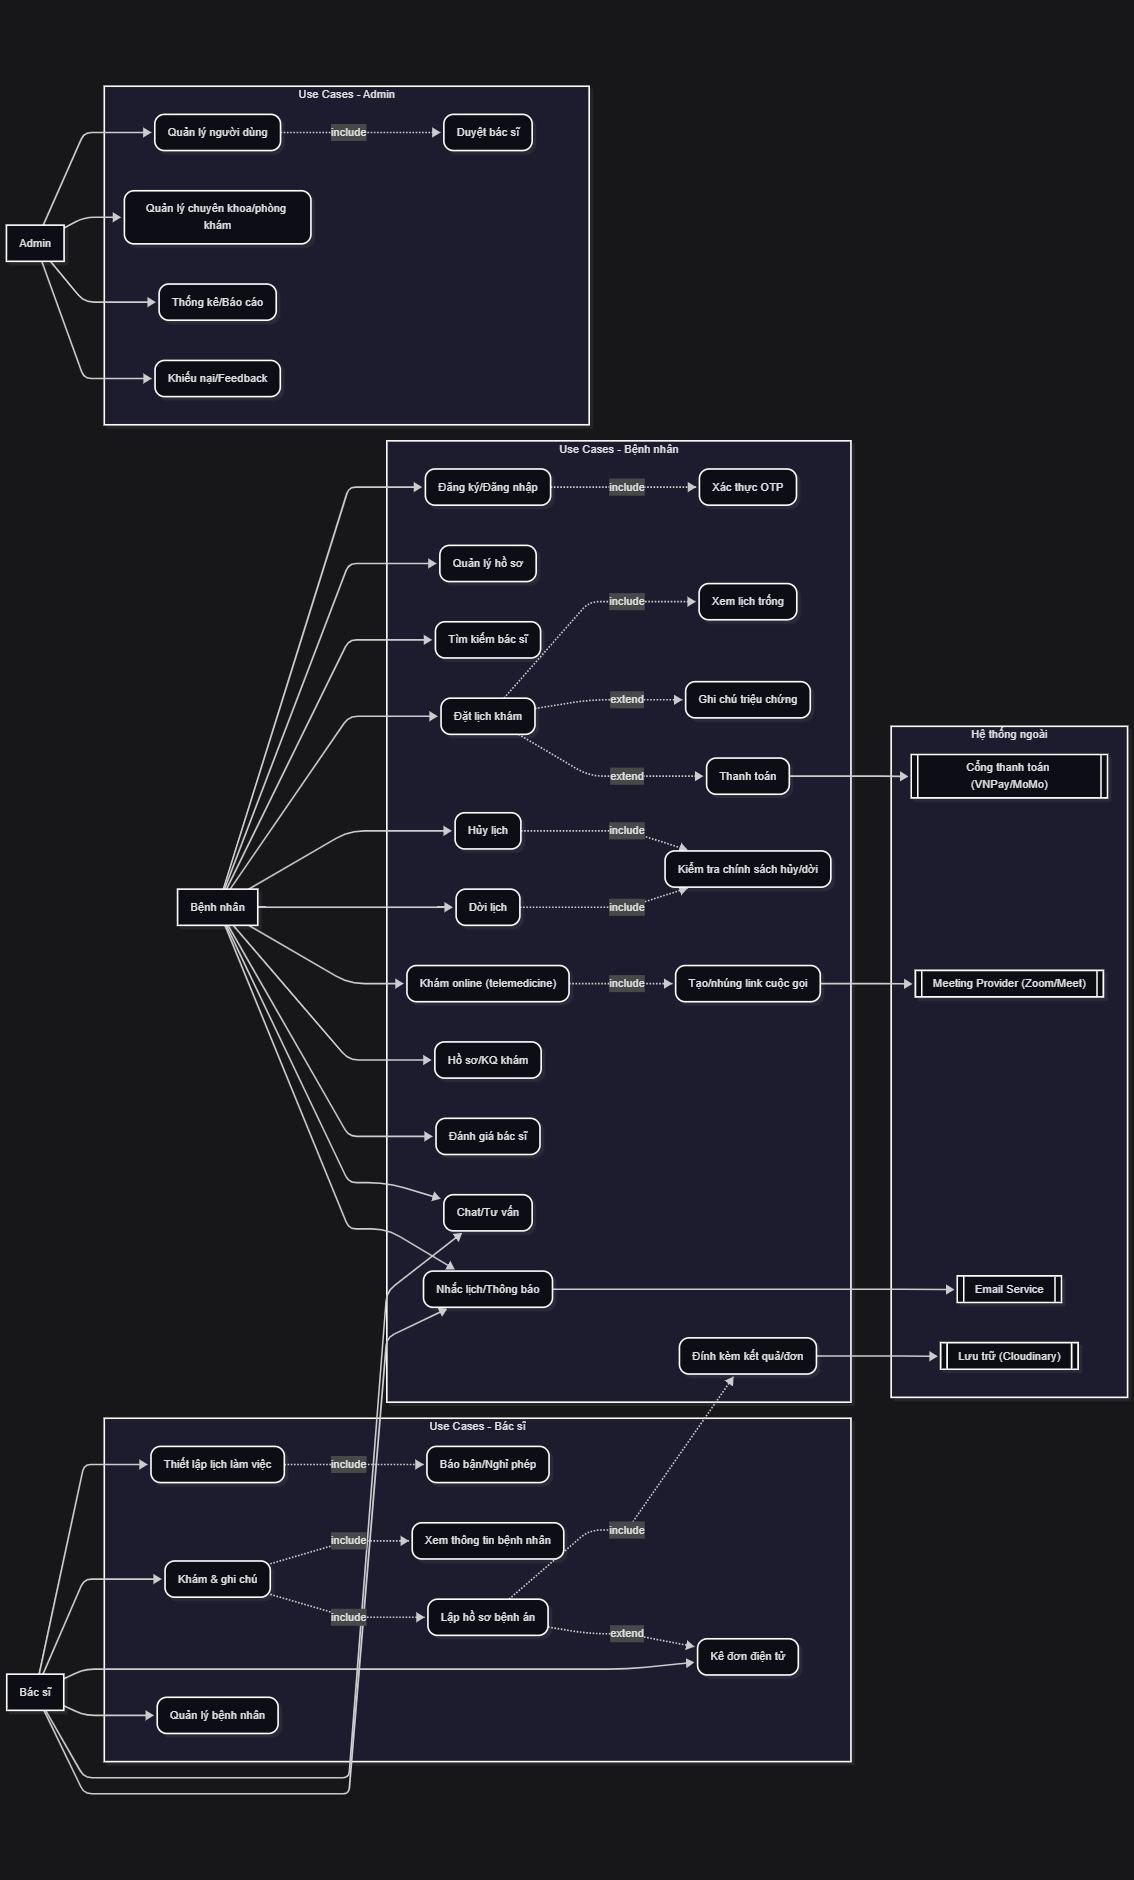 Use Cases - Admin
Quản lý người dùng
include
Duyệt bác sĩ
Quản lý chuyên khoa/phòng
khám
Admin
Thống kê/Báo cáo
Khiếu nại/Feedback
Use Cases - Bệnh nhân
Đăng ký/Đăng nhập
include
Xác thực OTP
Quản lý hồ sơ
include
Xem lịch trống
Tìm kiếm bác sĩ
Đặt lịch khám
extend
Ghi chú triệu chứng
extend
Thanh toán
Hệ thống ngoài
Cổng thanh toán
(VNPay/MoMo)
Hủy lịch
include
Kiểm tra chính sách hủy/dời
Bệnh nhân
Dời lịch
include
Khám online (telemedicine)
include
Tạo/nhúng link cuộc gọi
Meeting Provider (Zoom/Meet)
Hồ sơ/KQ khám
Đánh giá bác sĩ
Chat/Tư vấn
Nhắc lịch/Thông báo
Email Service
Đính kèm kết quả/đơn
Lưu trữ (Cloudinary)
Use Cases - Bác sĩ
Thiết lập lịch làm việc
include
Báo bận/Nghỉ phép
include
include
Xem thông tin bệnh nhân
Khám & ghi chú
include
Lập hồ sơ bệnh án
extend
Kê đơn điện tử
Bác sĩ
Quản lý bệnh nhân